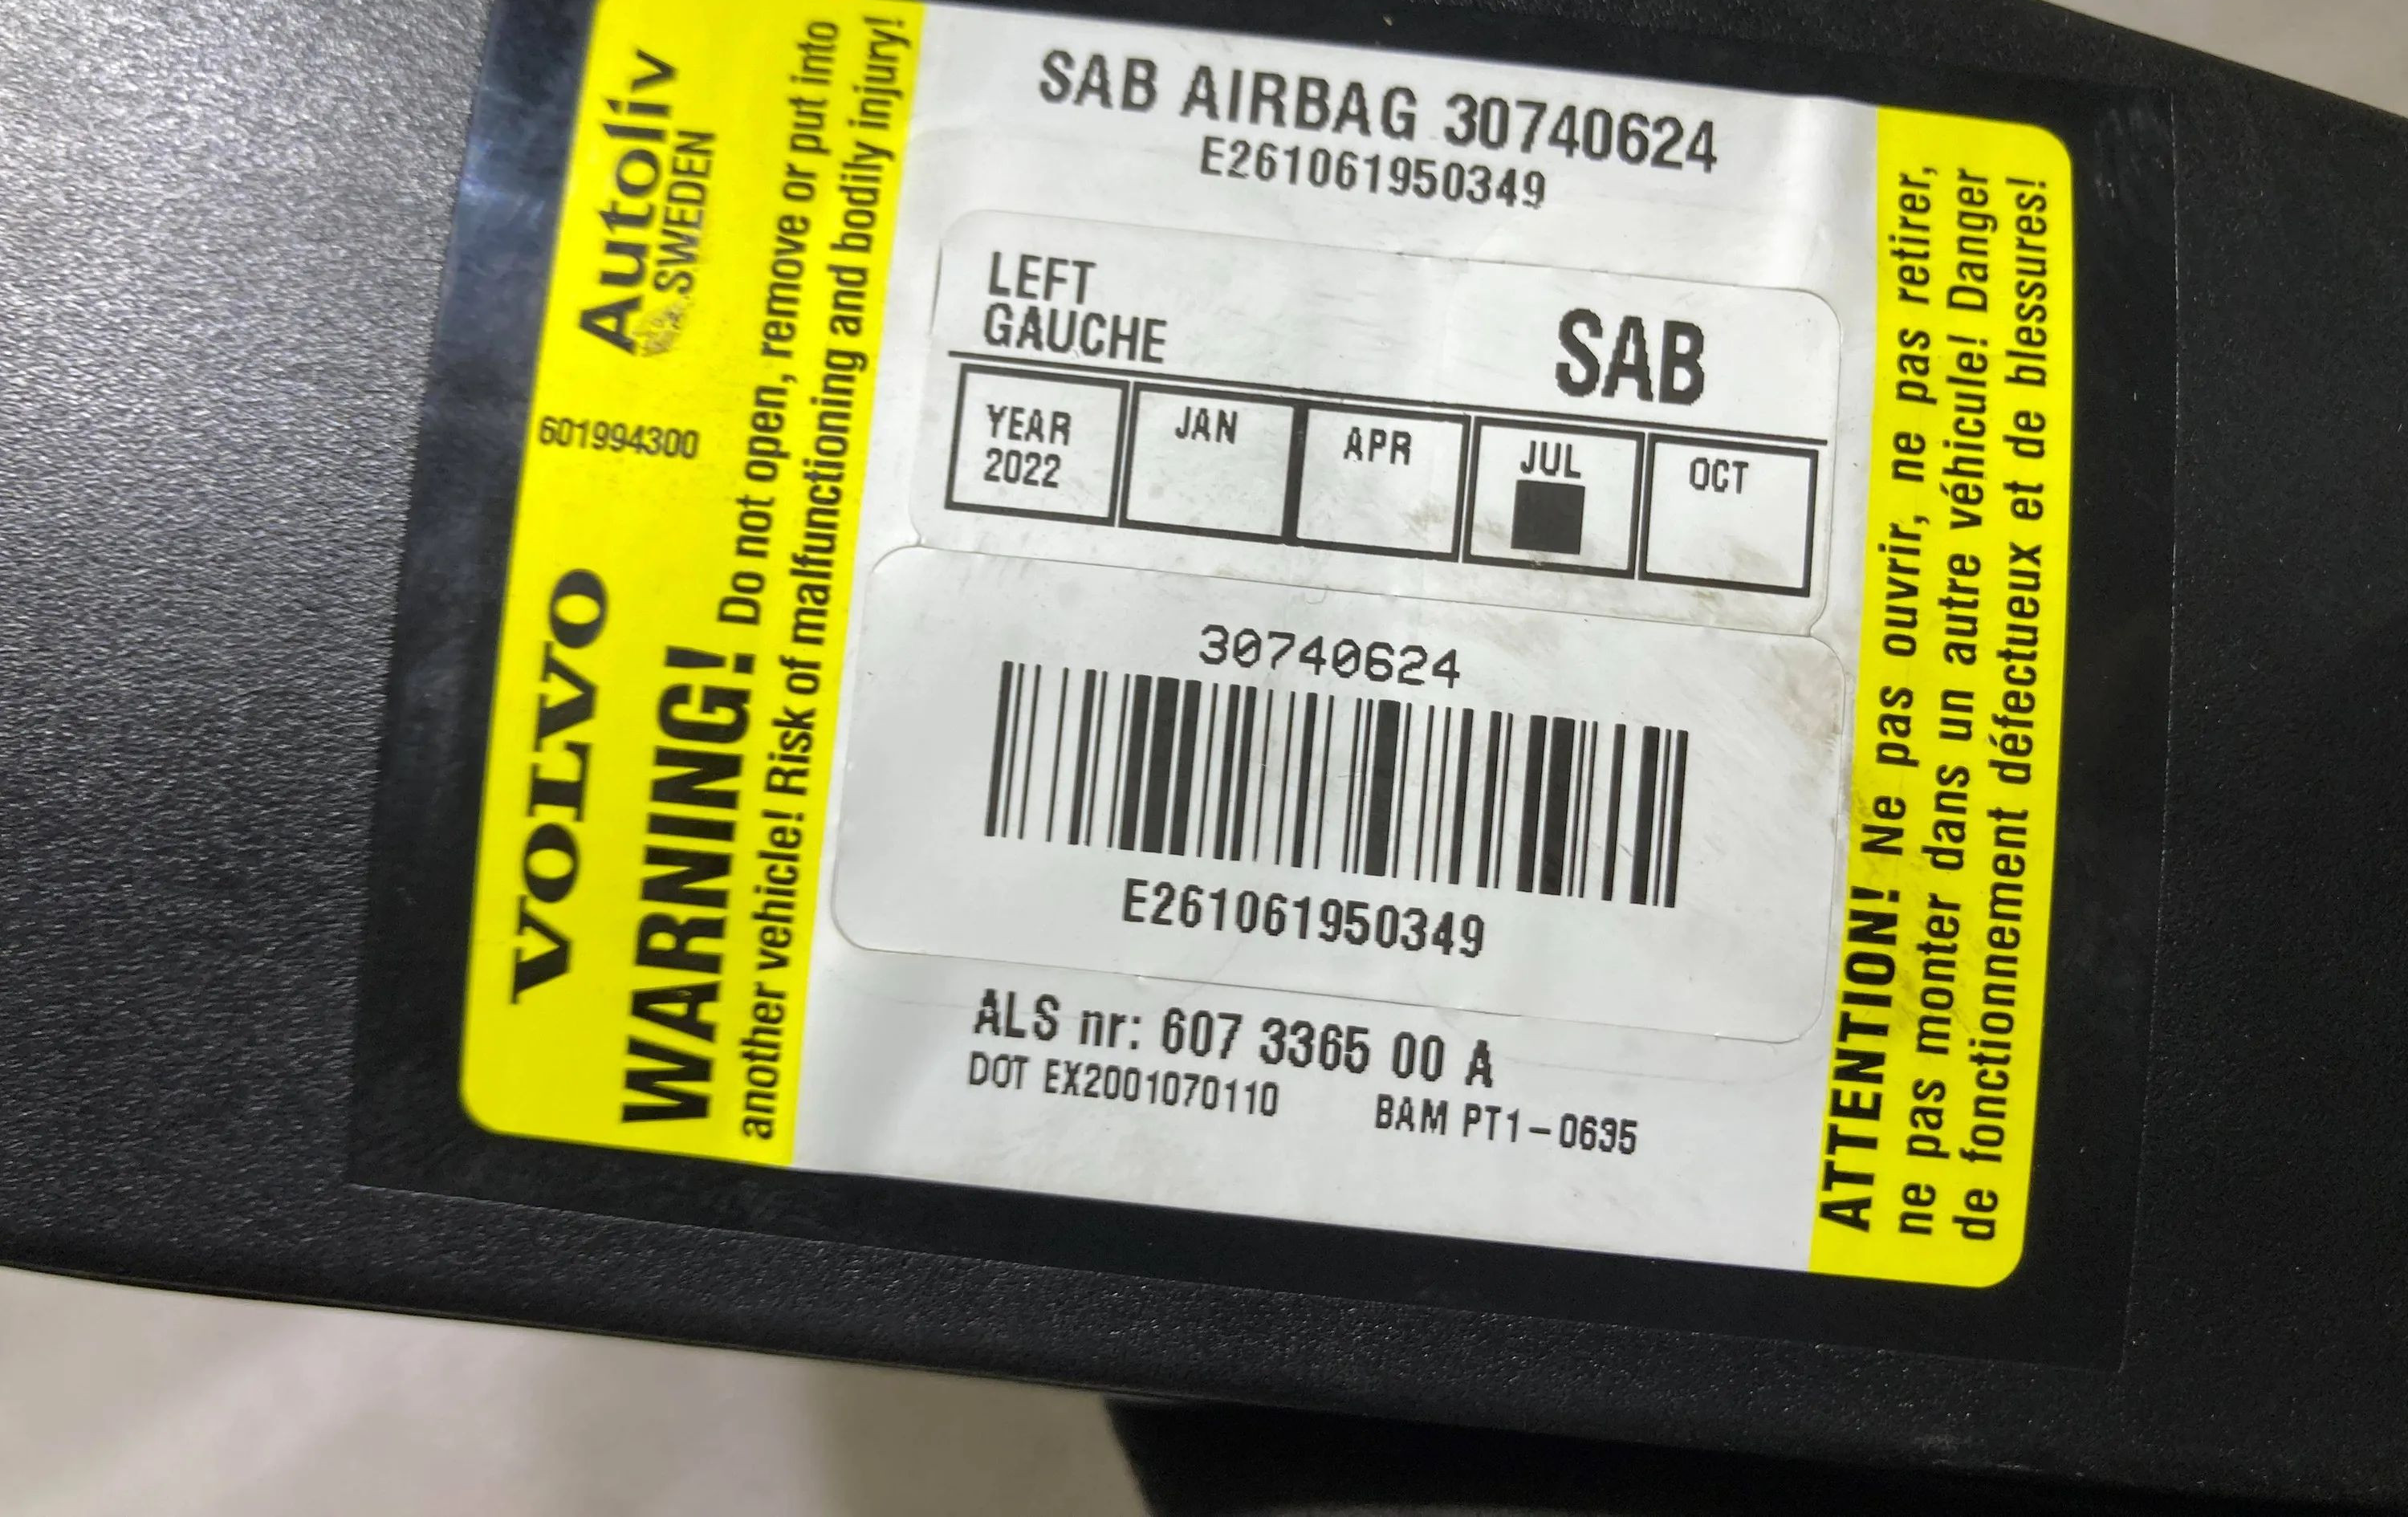 VOLVO
601994300
Autoliv
SWEDEN
WARNING! Do not open, remove or put into
another vehicle! Risk of malfunctioning and bodily injury!
SAB AIRBAG 30740624
E261061950349
LEFT
GAUCHE
SAB
YEAR
2022
JAN
APR
JUL
OCT
30740624
E261061950349
ALS nr: 607 3365 00 A
DOT EX2001070110 BAM PT1-0695
ATTENTION! Ne pas ouvrir, ne pas retirer,
ne pas monter dans un autre véhicule! Danger
de fonctionnement défectueux et de blessures!